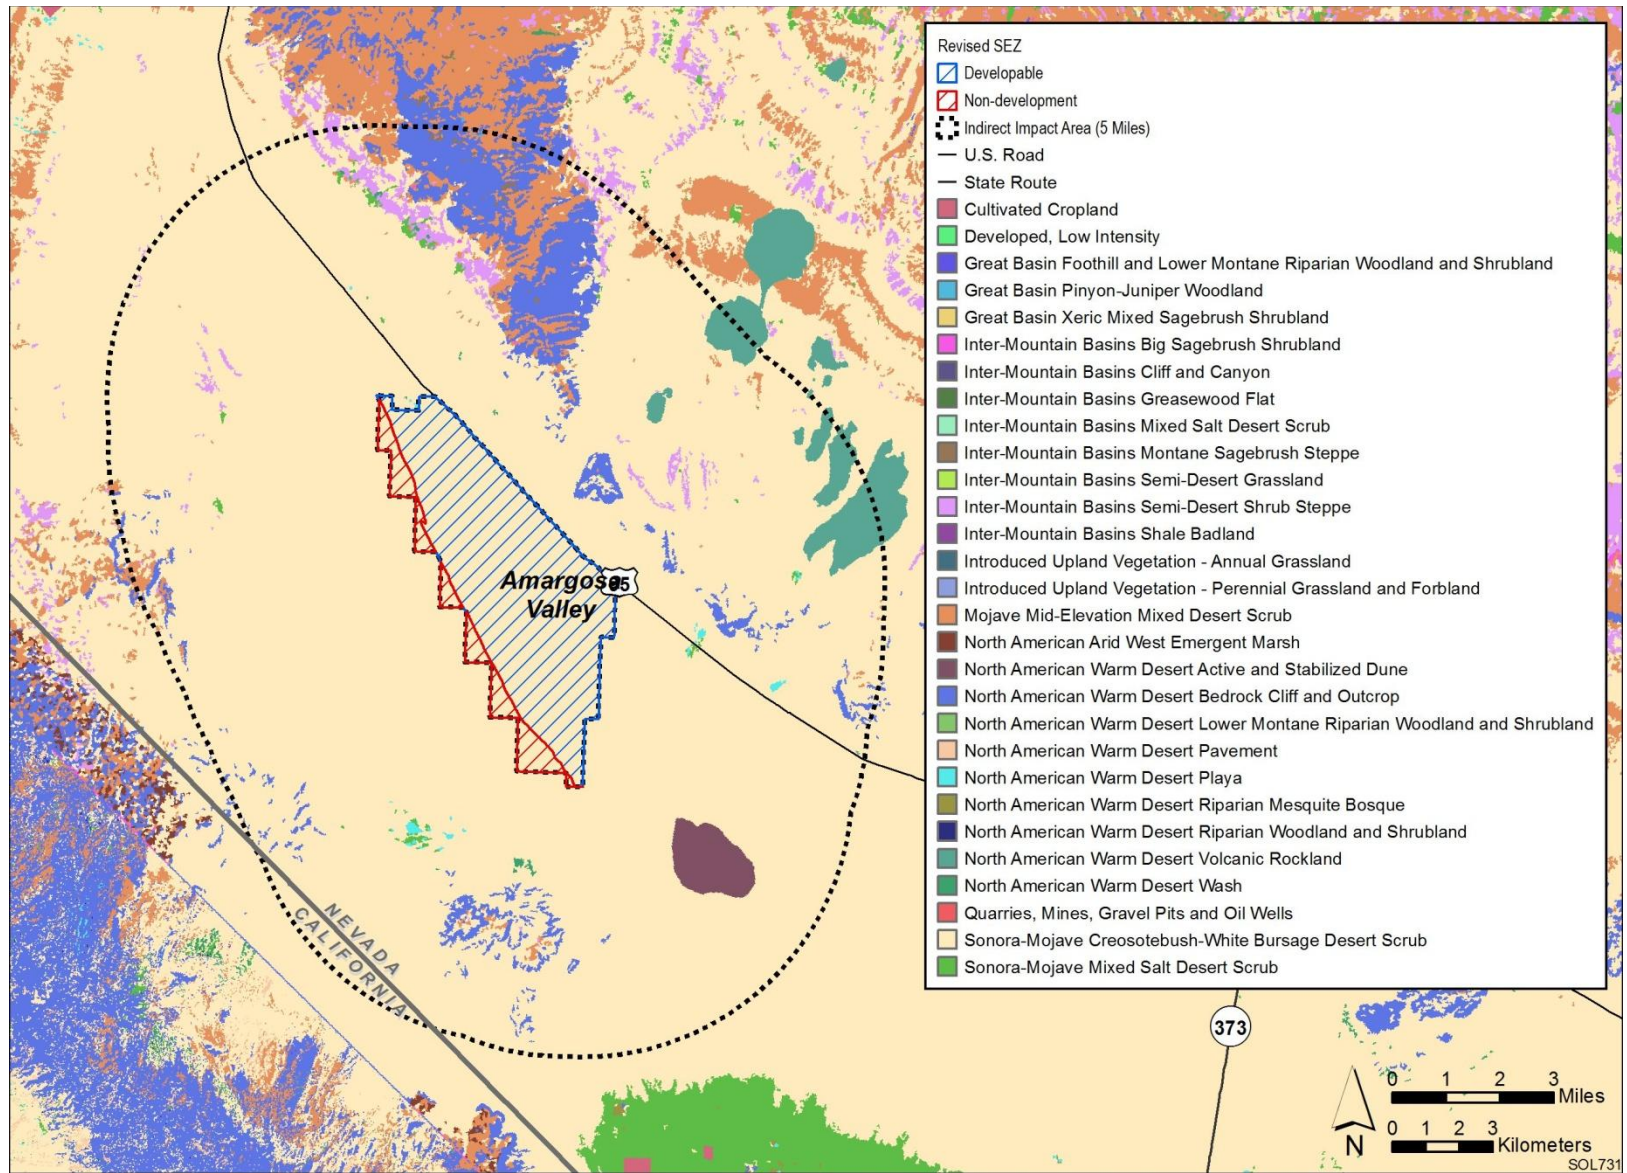 Revised SEZ
Developable
Non-development
Indirect Impact Area (5 Miles)
U.S. Road
State Route
Cultivated Cropland
Developed, Low Intensity
Great Basin Foothill and Lower Montane Riparian Woodland and Shrubland
Great Basin Pinyon-Juniper Woodland
Great Basin Xeric Mixed Sagebrush Shrubland
Inter-Mountain Basins Big Sagebrush Shrubland
Inter-Mountain Basins Cliff and Canyon
Inter-Mountain Basins Greasewood Flat
Inter-Mountain Basins Mixed Salt Desert Scrub
Inter-Mountain Basins Montane Sagebrush Steppe
Inter-Mountain Basins Semi-Desert Grassland
Inter-Mountain Basins Semi-Desert Shrub Steppe
Inter-Mountain Basins Shale Badland
Introduced Upland Vegetation - Annual Grassland
Introduced Upland Vegetation - Perennial Grassland and Forbland
Mojave Mid-Elevation Mixed Desert Scrub
North American Arid West Emergent Marsh
North American Warm Desert Active and Stabilized Dune
North American Warm Desert Bedrock Cliff and Outcrop
North American Warm Desert Lower Montane Riparian Woodland and Shrubland
North American Warm Desert Pavement
North American Warm Desert Playa
North American Warm Desert Riparian Mesquite Bosque
North American Warm Desert Riparian Woodland and Shrubland
North American Warm Desert Volcanic Rockland
North American Warm Desert Wash
Quarries, Mines, Gravel Pits and Oil Wells
Sonora-Mojave Creosotebush-White Bursage Desert Scrub
Sonora-Mojave Mixed Salt Desert Scrub
Amargosa 95
Valley
NEVADA
CALIFORNIA
373
0 1 2 3
Miles
0 1 2 3
Kilometers
N
SOL731